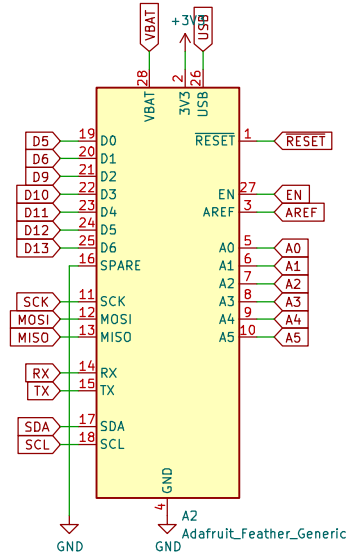 VBAT
+3V3
USB
28
2
26
VBAT
3V3
USB
D5 19 D0 RESET 1 RESET
D6 20 D1
D9 21 D2
D10 22 D3 EN 27 EN
D11 23 D4 AREF 3 AREF
D12 24 D5
D13 25 D6 A0 5 A0
16 SPARE A1 6 A1
A2 7 A2
SCK 11 SCK A3 8 A3
MOSI 12 MOSI A4 9 A4
MISO 13 MISO A5 10 A5
RX 14 RX
TX 15 TX
SDA 17 SDA
SCL 18 SCL
GND
4
A2
Adafruit_Feather_Generic
GND
GND